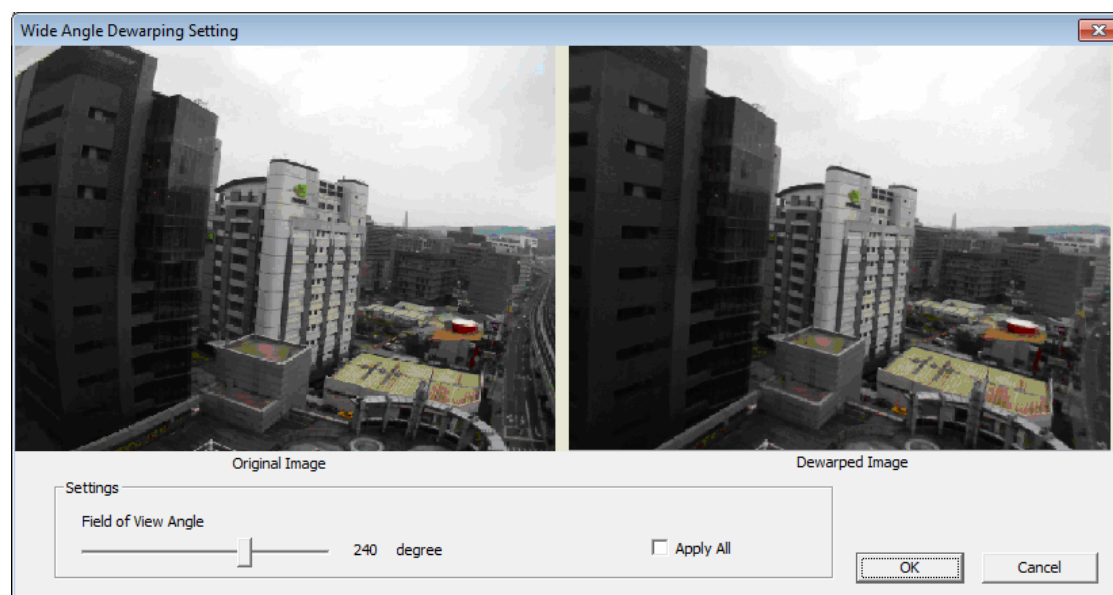 Wide Angle Dewarping Setting
Original Image
Dewarped Image
Settings
Field of View Angle
240 degree
Apply All
OK
Cancel